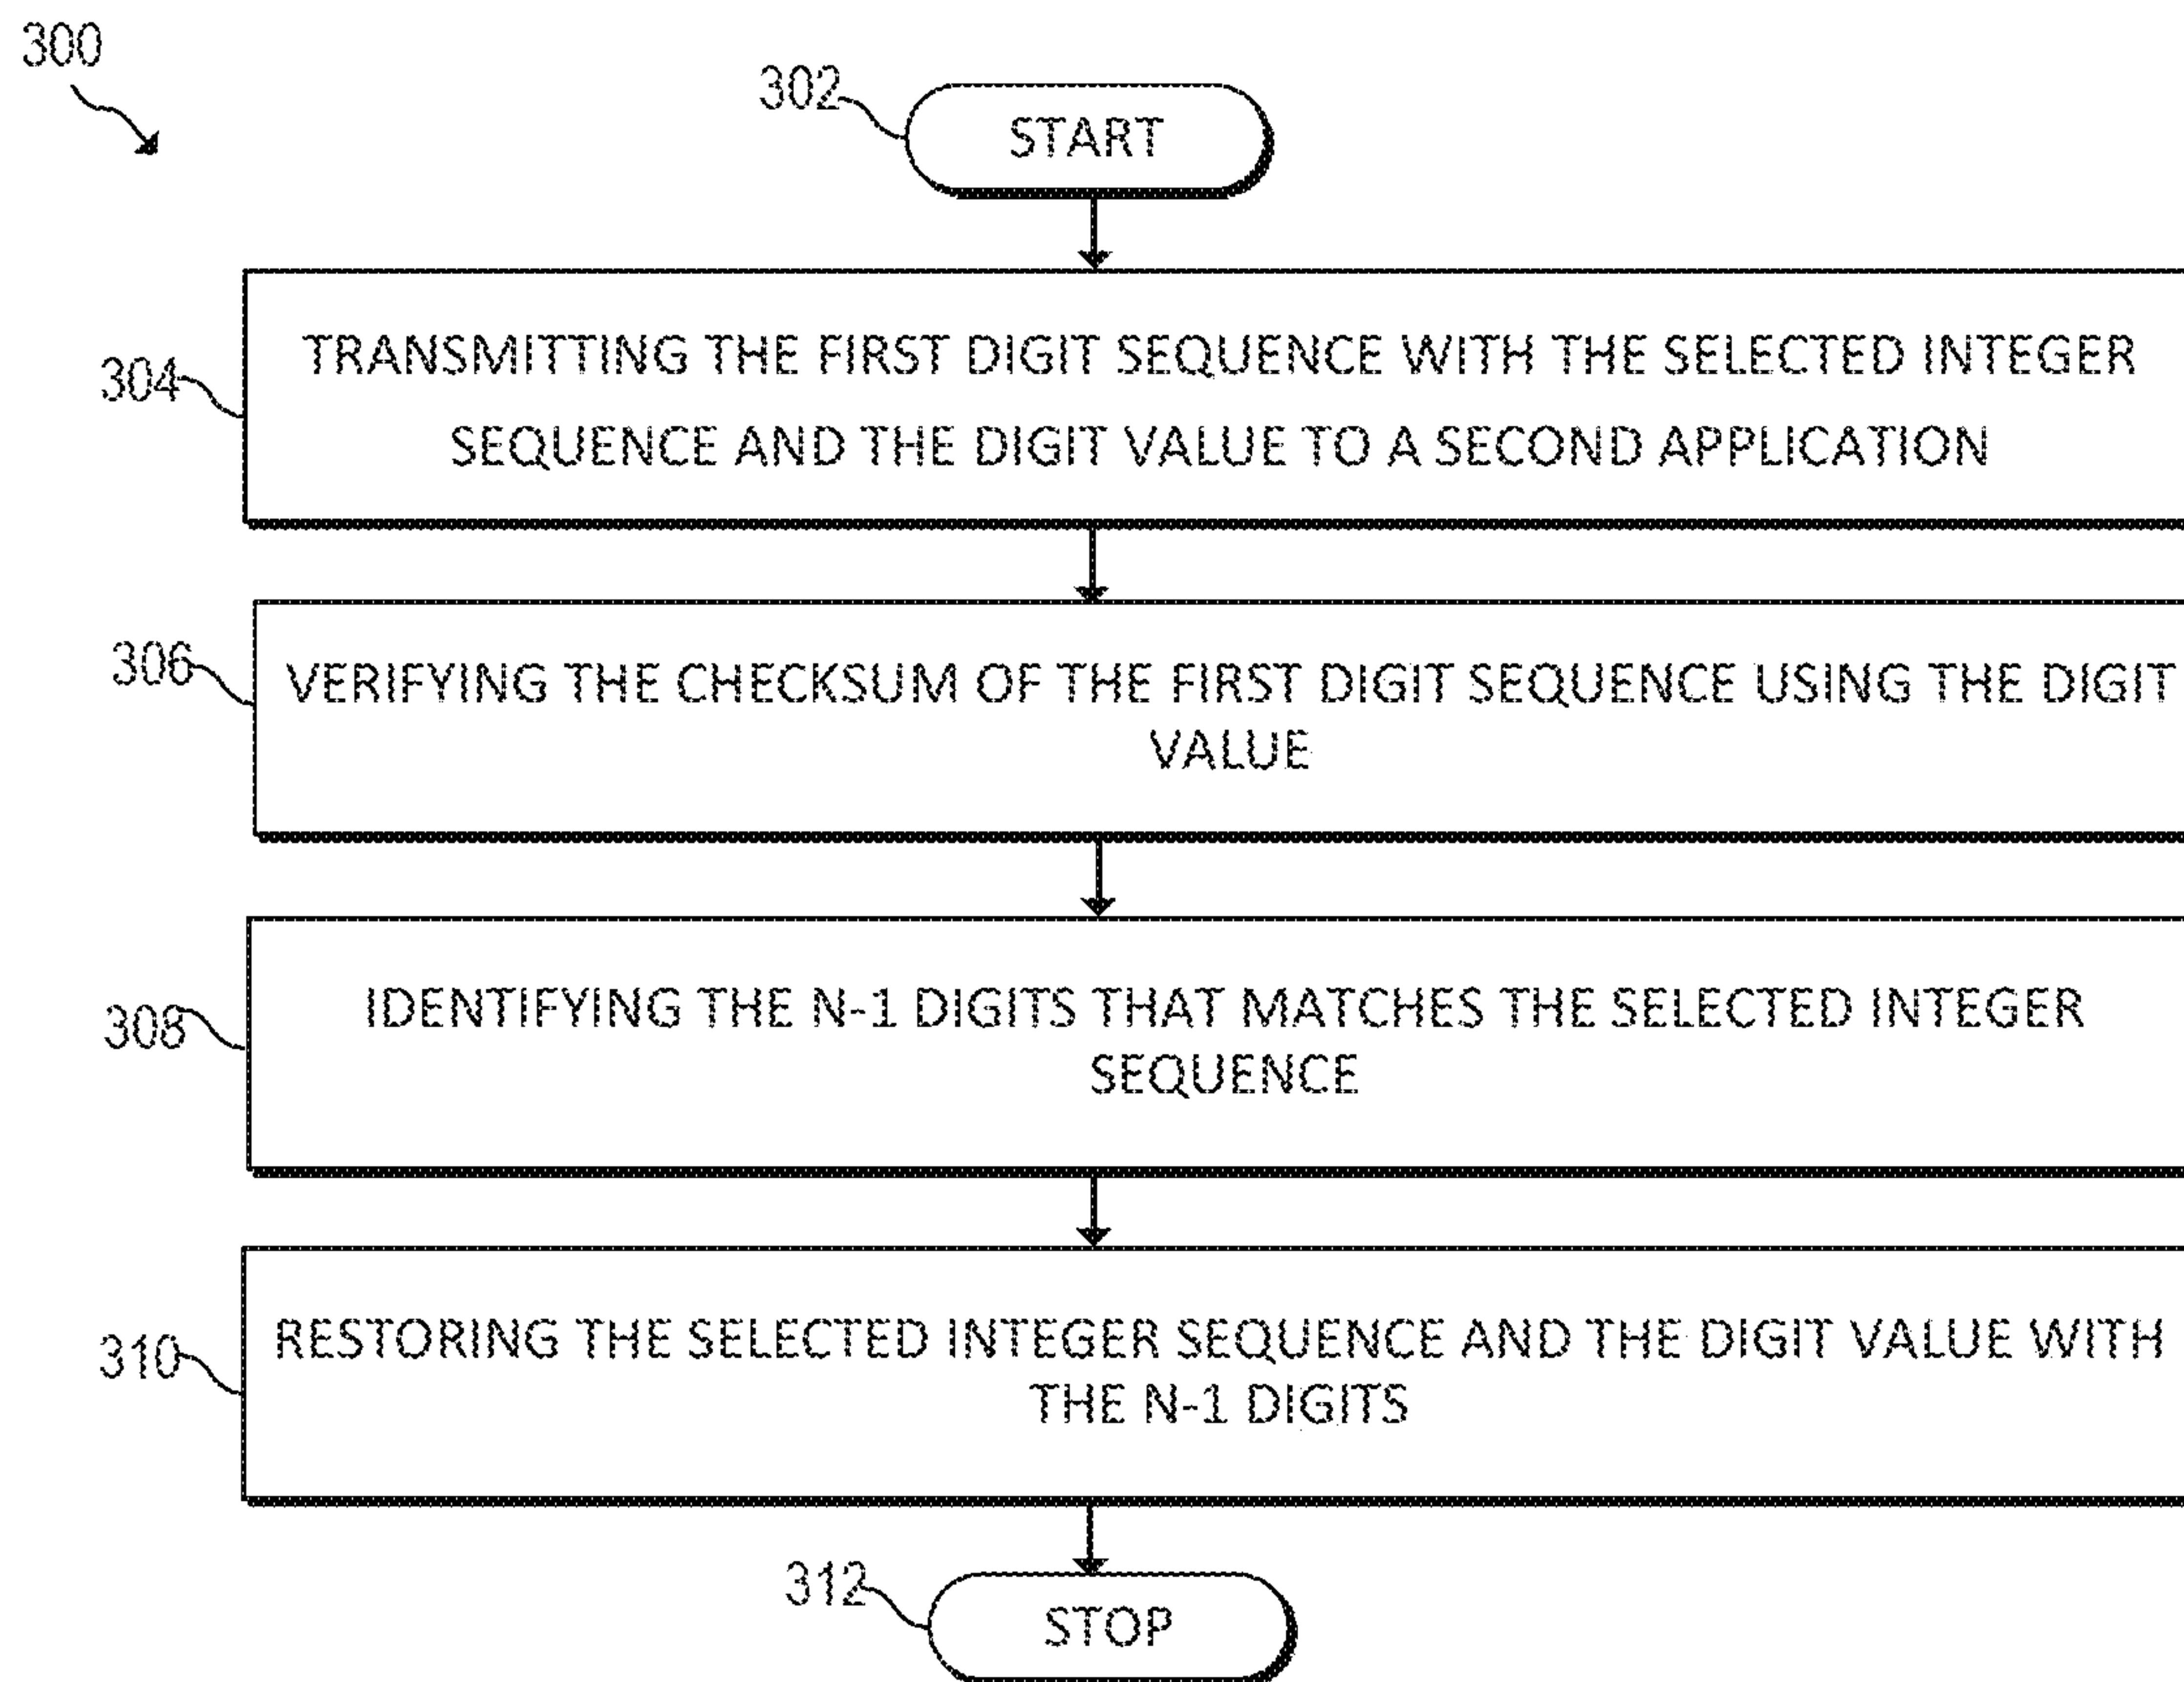 300
302
START
304
TRANSMITTING THE FIRST DIGIT SEQUENCE WITH THE SELECTED INTEGER
SEQUENCE AND THE DIGIT VALUE TO A SECOND APPLICATION
306
VERIFYING THE CHECKSUM OF THE FIRST DIGIT SEQUENCE USING THE DIGIT
VALUE
308
IDENTIFYING THE N-1 DIGITS THAT MATCHES THE SELECTED INTEGER
SEQUENCE
310
RESTORING THE SELECTED INTEGER SEQUENCE AND THE DIGIT VALUE WITH
THE N-1 DIGITS
312
STOP